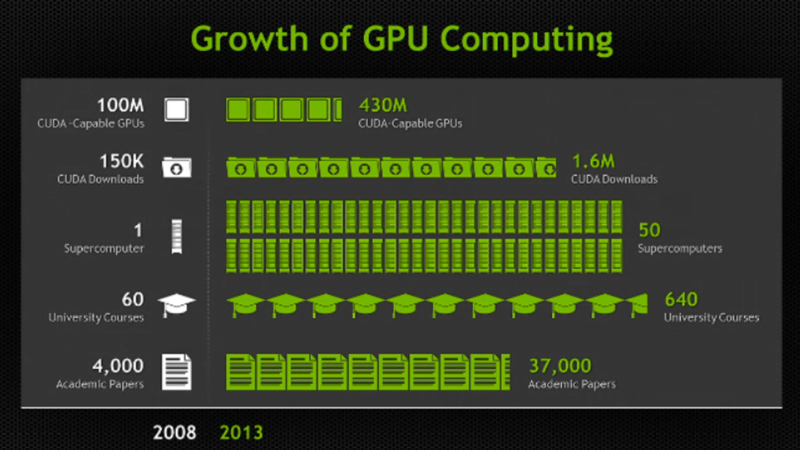 Growth of GPU Computing
100M
CUDA -Capable GPUs
430M
CUDA-Capable GPUs
150K
CUDA Downloads
1.6M
CUDA Downloads
1
Supercomputer
50
Supercomputers
60
University Courses
640
University Courses
4,000
Academic Papers
37,000
Academic Papers
2008 2013